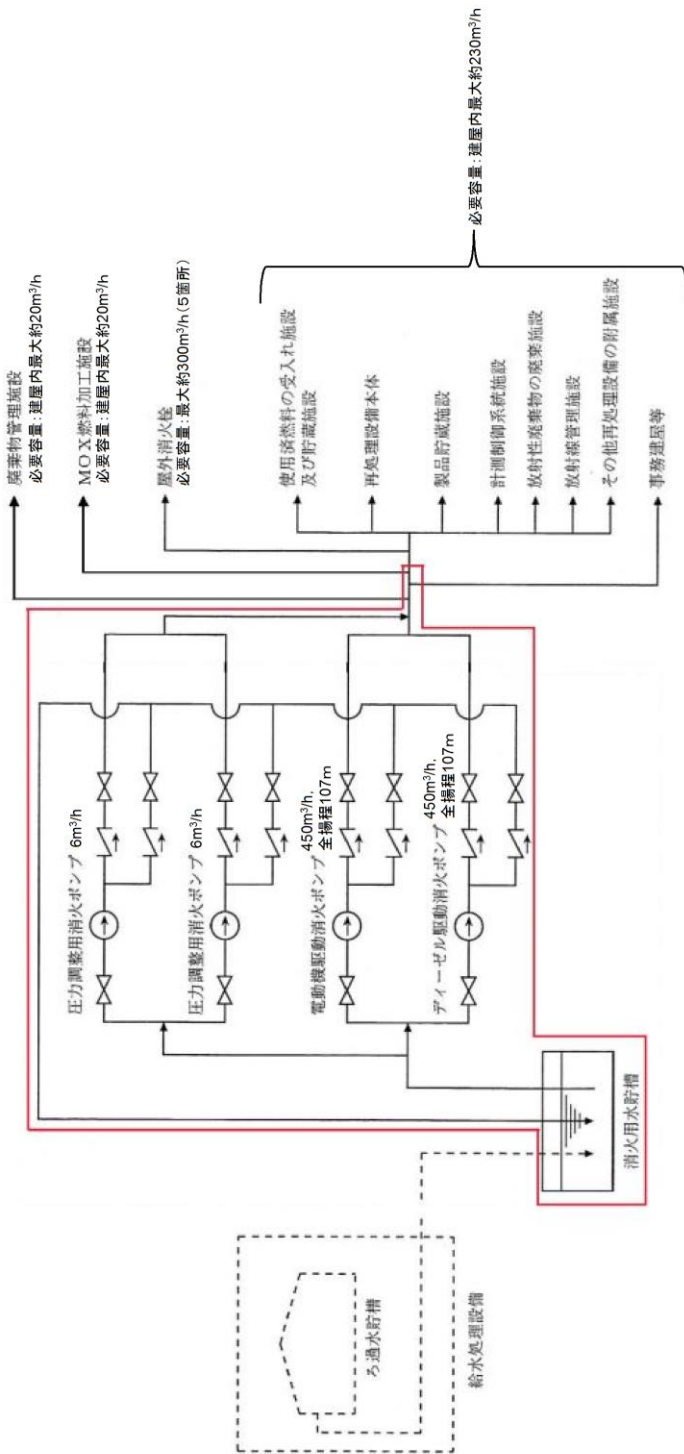 廃棄物管理施設
必要容量：建屋内最大約20m³/h
MOX燃料加工施設
必要容量：建屋内最大約20m³/h
屋外消火栓
必要容量：最大約300m³/h（5箇所）
使用済燃料の受入れ施設
及び貯蔵施設
再処理設備本体
製品貯蔵施設
計測制御系統施設
放射性廃棄物の廃棄施設
放射線管理施設
その他再処理設備の附属施設
事務建屋等
必要容量：建屋内最大約230m³/h
圧力調整用消火ポンプ 6m³/h
圧力調整用消火ポンプ 6m³/h
電動機駆動消火ポンプ 450m³/h,
全揚程107m
ディーゼル駆動消火ポンプ 450m³/h,
全揚程107m
消火用水貯槽
ろ過水貯槽
給水処理設備